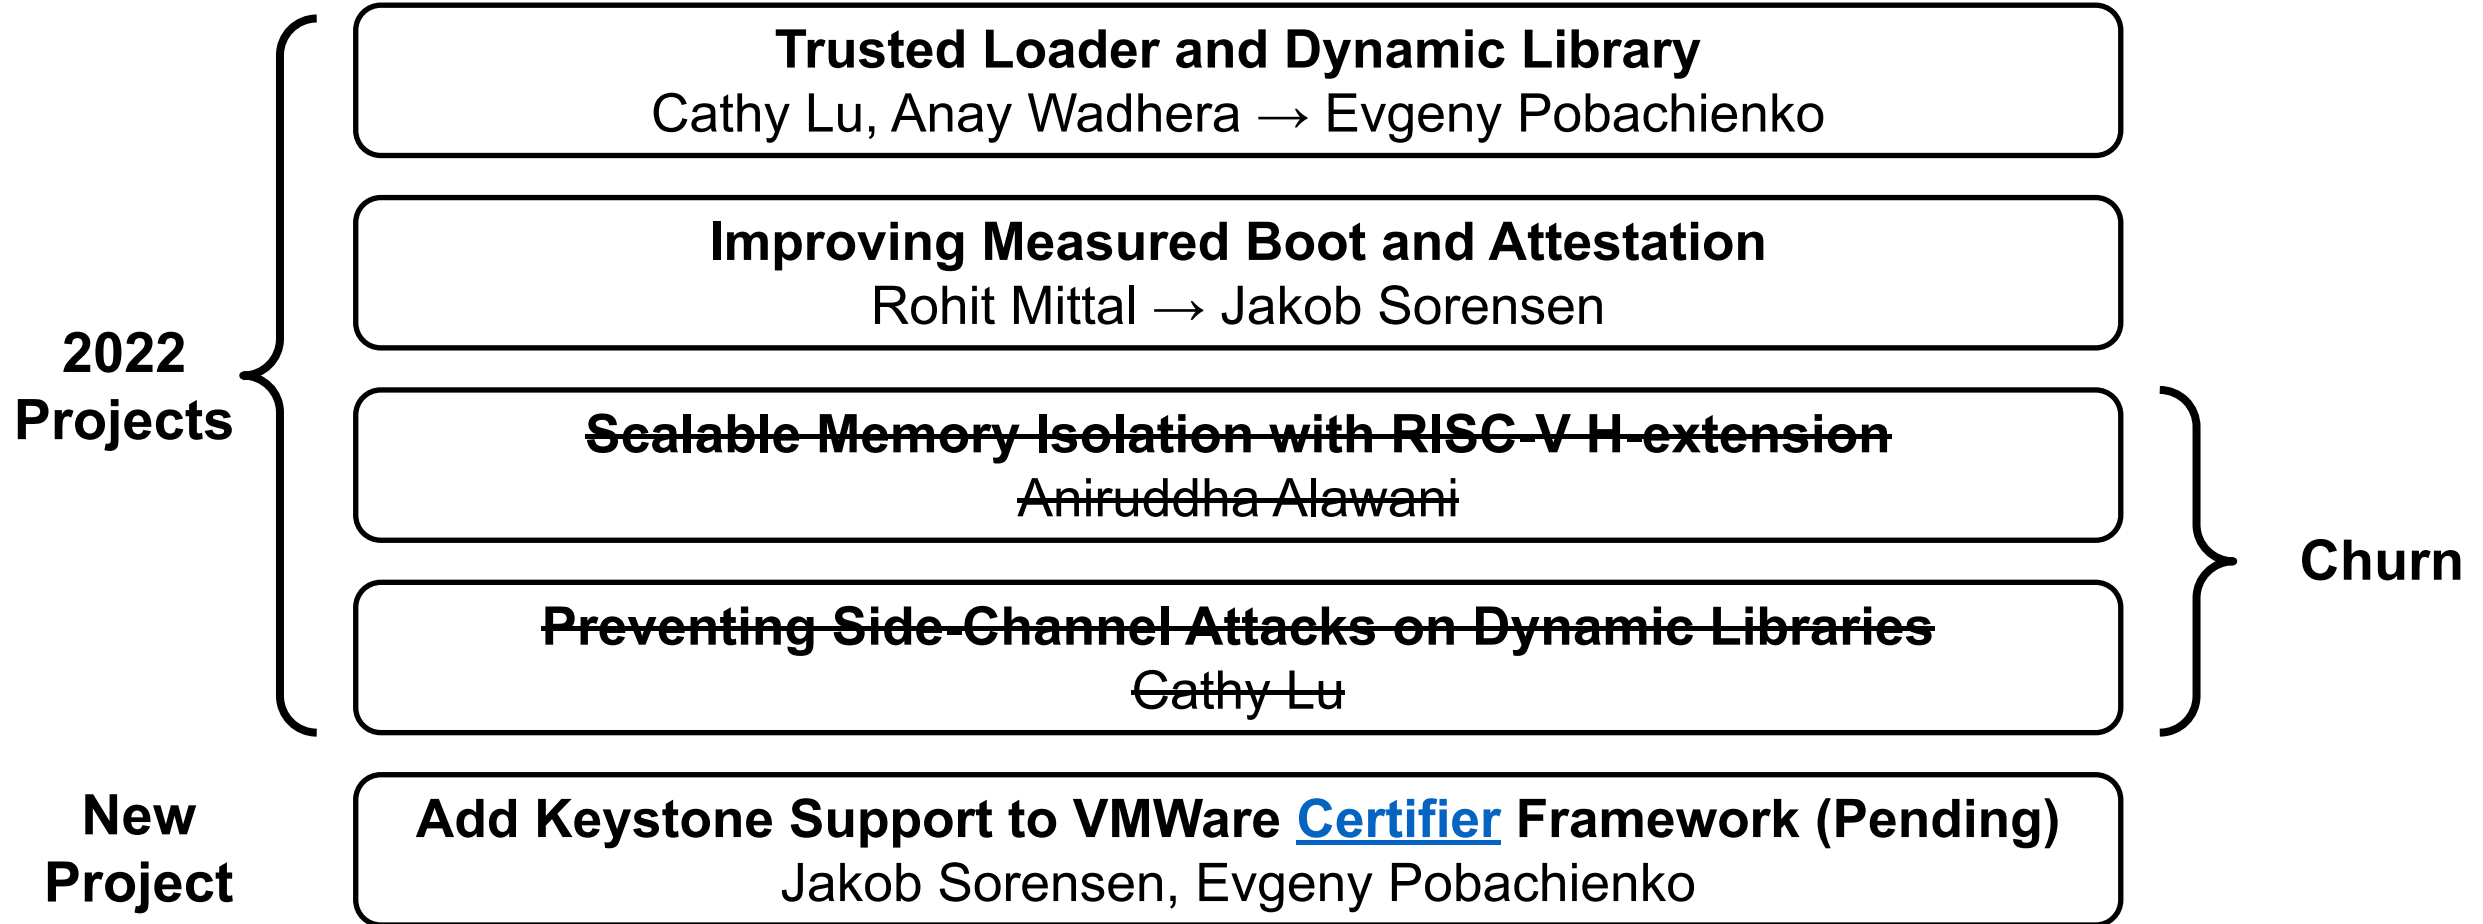 Trusted Loader and Dynamic Library
Cathy Lu, Anay Wadhera → Evgeny Pobachienko
Improving Measured Boot and Attestation
Rohit Mittal → Jakob Sorensen
2022
Projects
Scalable Memory Isolation with RISC-V H-extension
Aniruddha Alawani
Churn
Preventing Side-Channel Attacks on Dynamic Libraries
Cathy Lu
New
Project
Add Keystone Support to VMWare Certifier Framework (Pending)
Jakob Sorensen, Evgeny Pobachienko